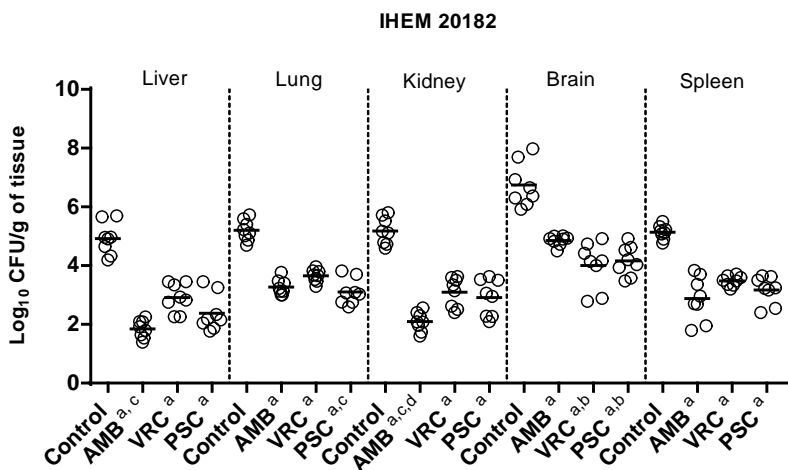 IHEM 20182
Liver Lung Kidney Brain Spleen
Log₁₀ CFU/g of tissue
10
8
6
4
2
0
Control AMB a, c VRC a PSC a Control AMB a VRC a PSC a,c Control AMB a,c,d VRC a PSC a Control AMB a VRC a,b PSC a,b Control AMB a VRC a PSC a